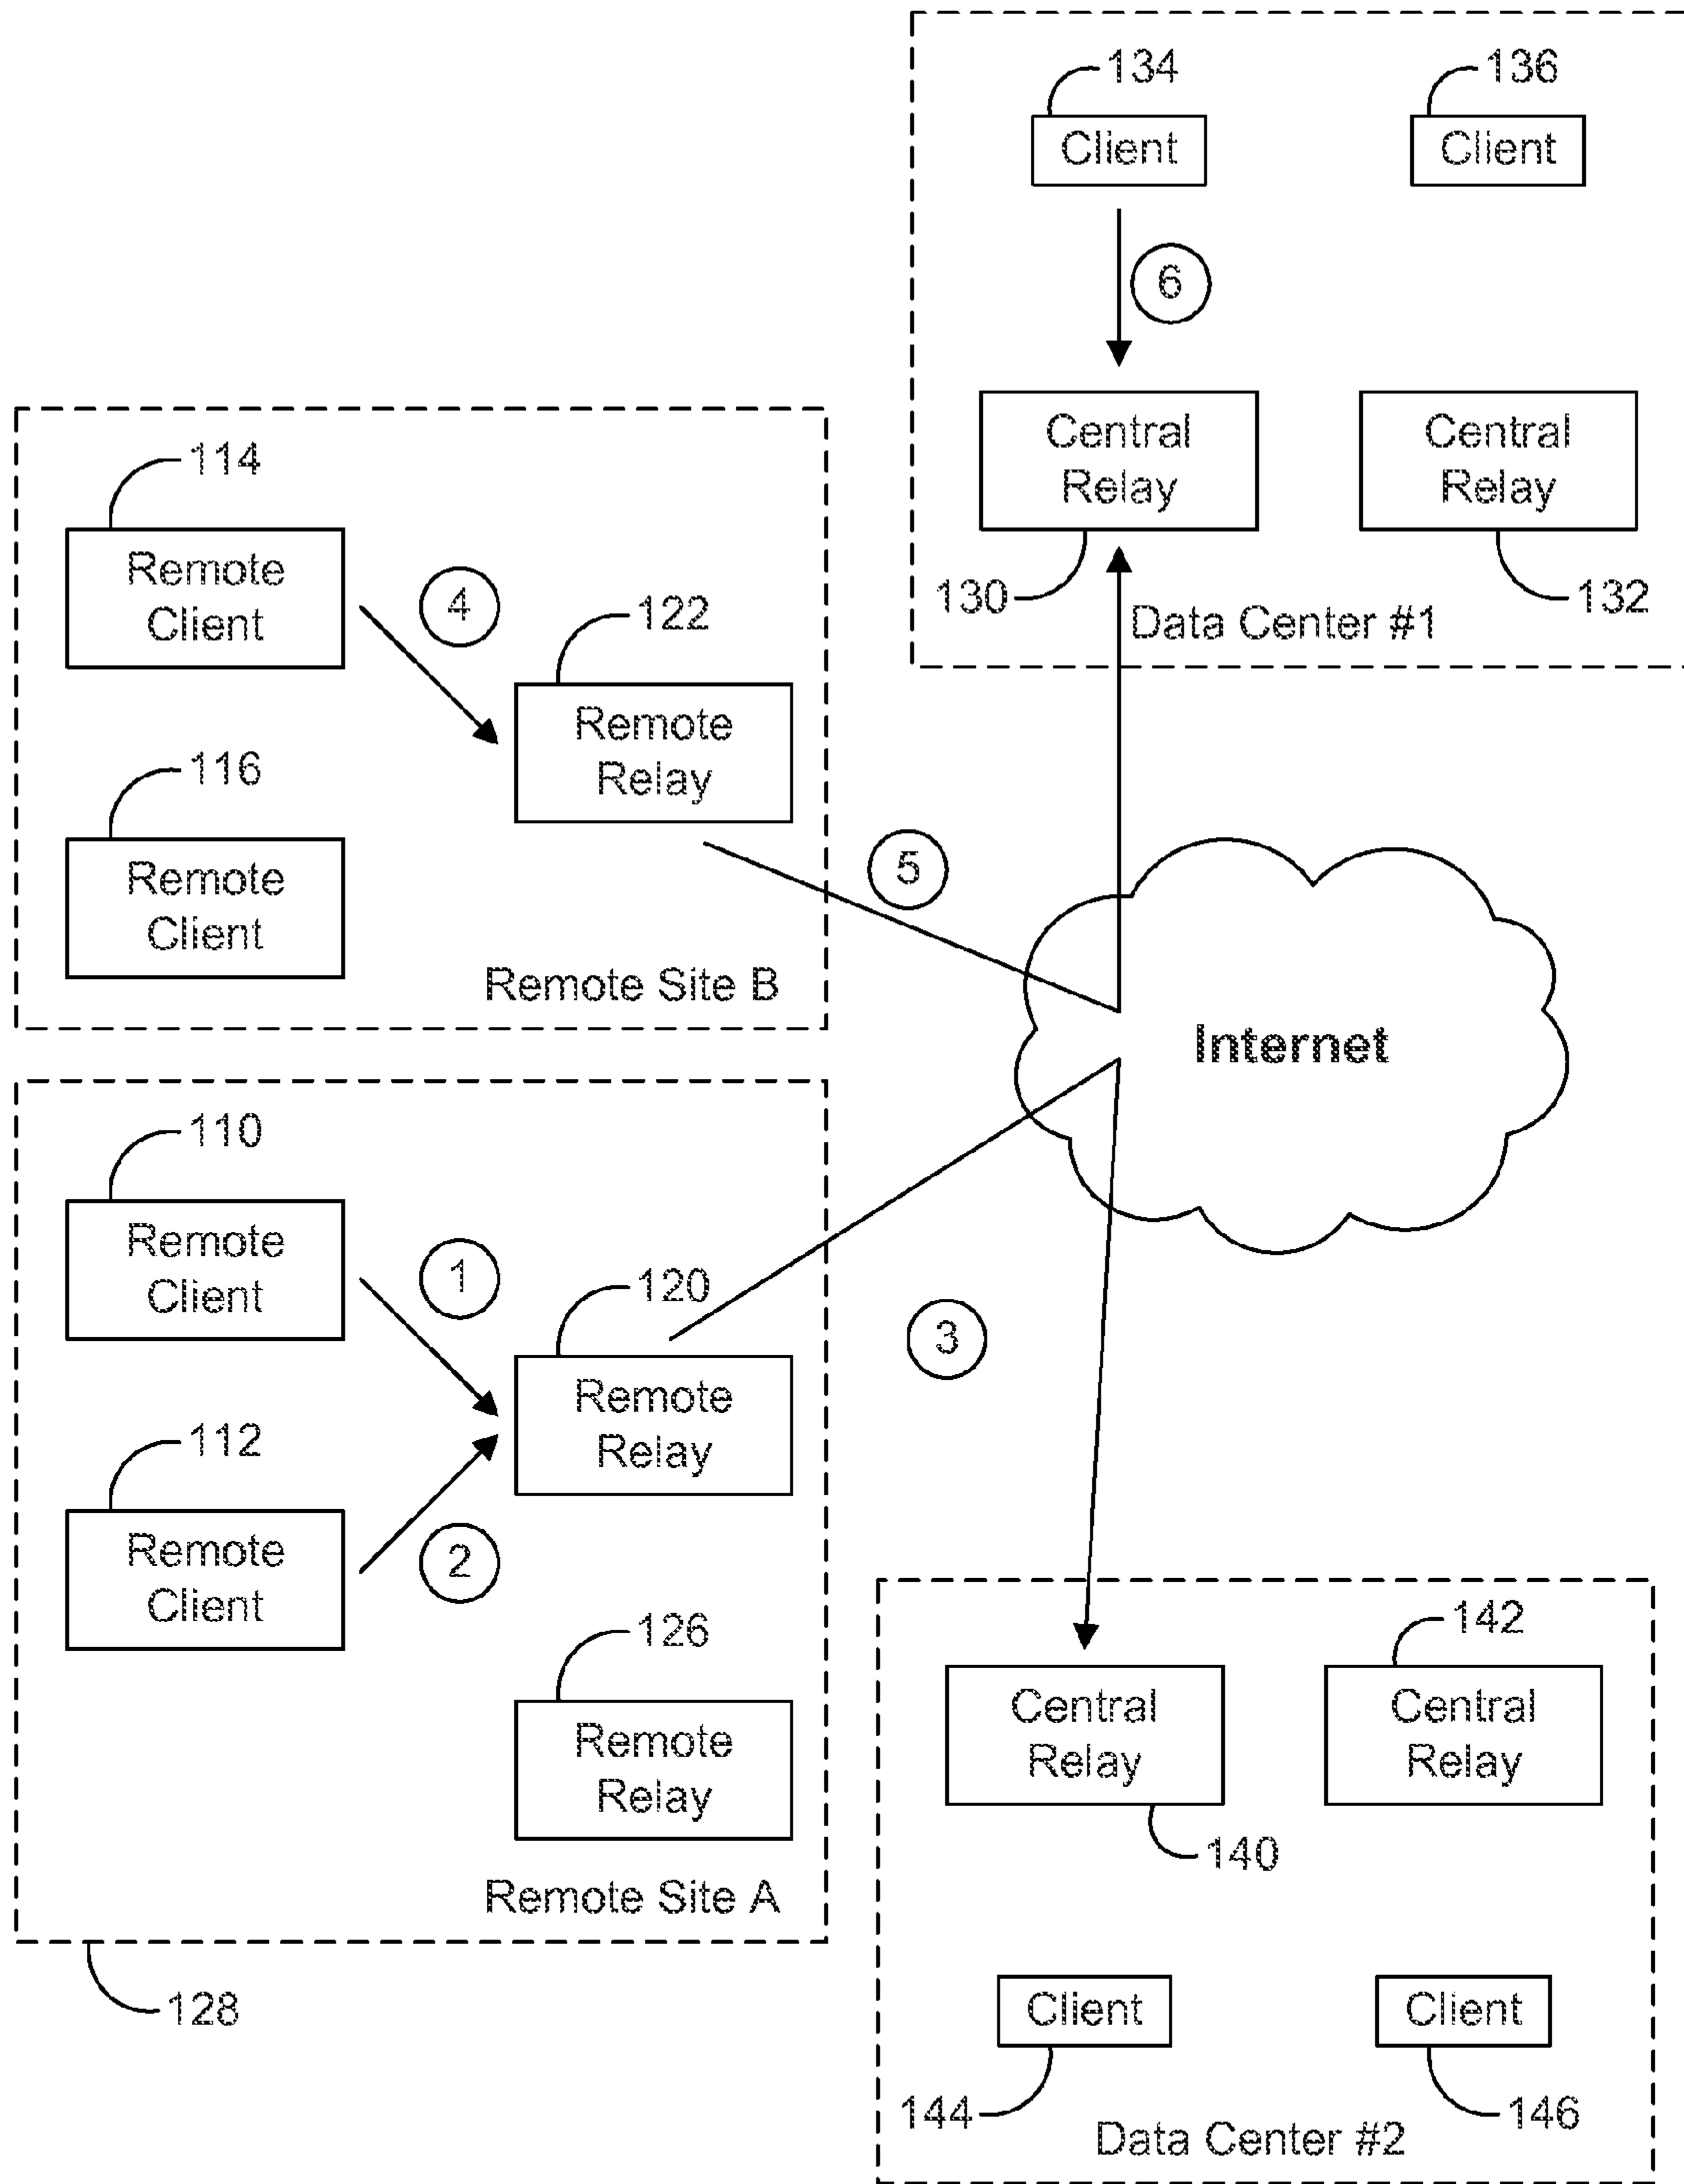 134
136
Client
Client
6
Central
Relay
Central
Relay
130
132
Data Center #1
114
Remote
Client
4
122
Remote
Relay
116
Remote
Client
5
Remote Site B
Internet
110
Remote
Client
1
120
Remote
Relay
3
112
Remote
Client
2
126
Remote
Relay
Remote Site A
128
142
Central
Relay
Central
Relay
140
Client
Client
144
146
Data Center #2